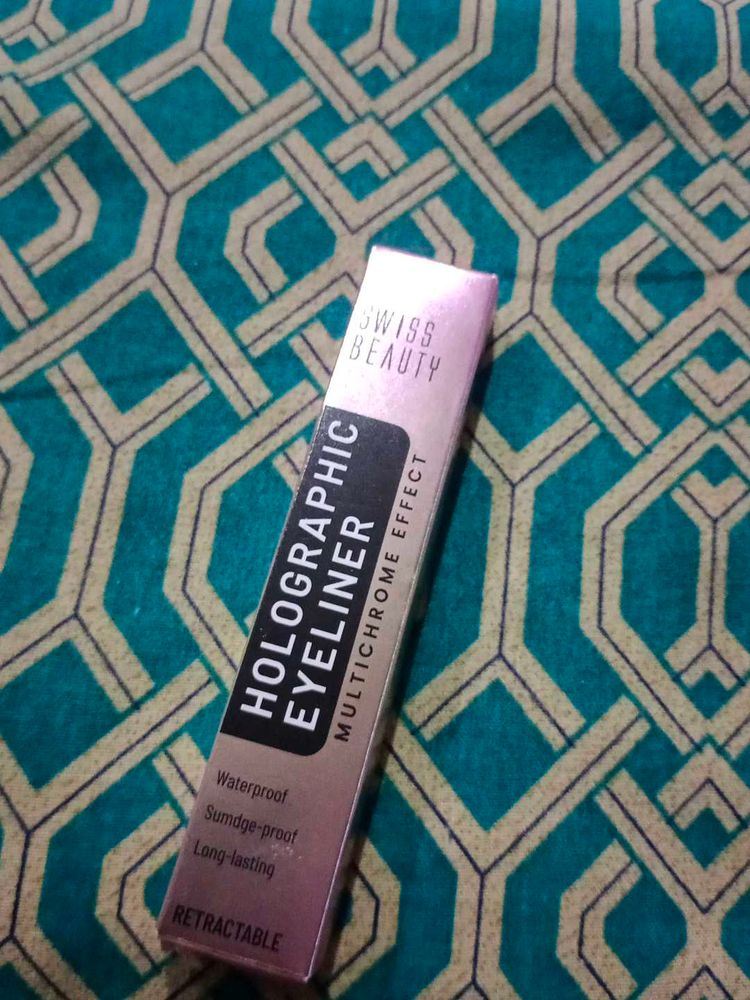 SWISS
BEAUTY
HOLOGRAPHIC
EYELINER
MULTICHROME EFFECT
Waterproof
Sumdge-proof
Long-lasting
RETRACTABLE